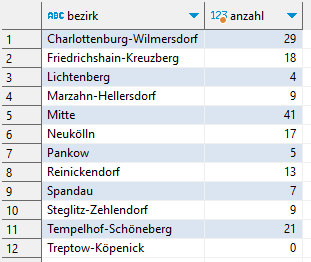 ABC bezirk 123 anzahl
1 Charlottenburg-Wilmersdorf 29
2 Friedrichshain-Kreuzberg 18
3 Lichtenberg 4
4 Marzahn-Hellersdorf 9
5 Mitte 41
6 Neukölln 17
7 Pankow 5
8 Reinickendorf 13
9 Spandau 7
10 Steglitz-Zehlendorf 9
11 Tempelhof-Schöneberg 21
12 Treptow-Köpenick 0